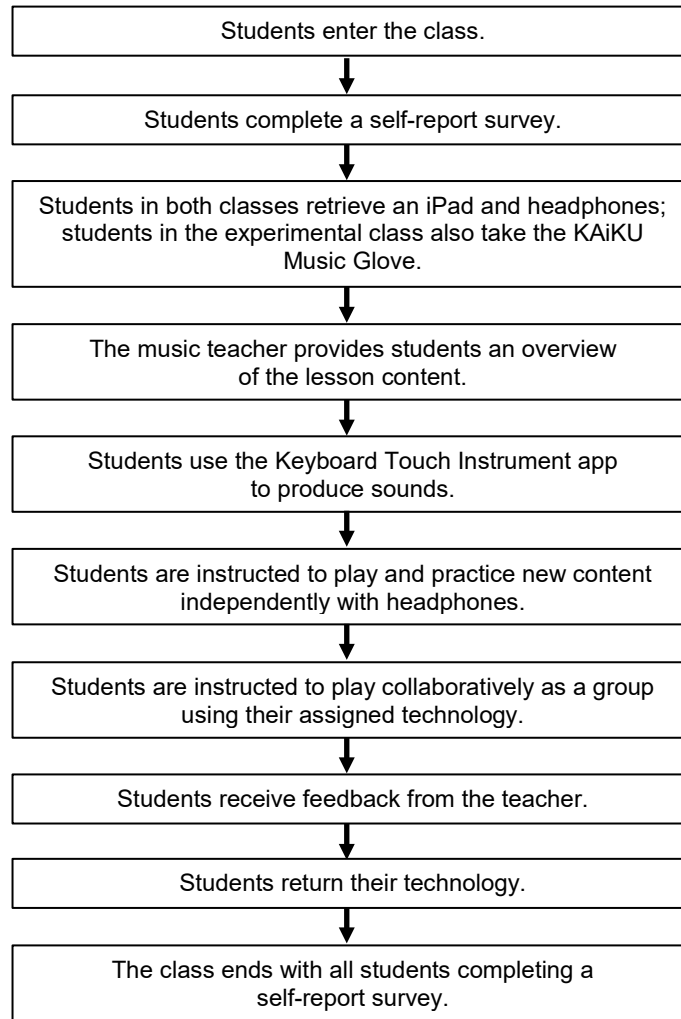 Students enter the class.
Students complete a self-report survey.
Students in both classes retrieve an iPad and headphones;
students in the experimental class also take the KAiKU
Music Glove.
The music teacher provides students an overview
of the lesson content.
Students use the Keyboard Touch Instrument app
to produce sounds.
Students are instructed to play and practice new content
independently with headphones.
Students are instructed to play collaboratively as a group
using their assigned technology.
Students receive feedback from the teacher.
Students return their technology.
The class ends with all students completing a
self-report survey.